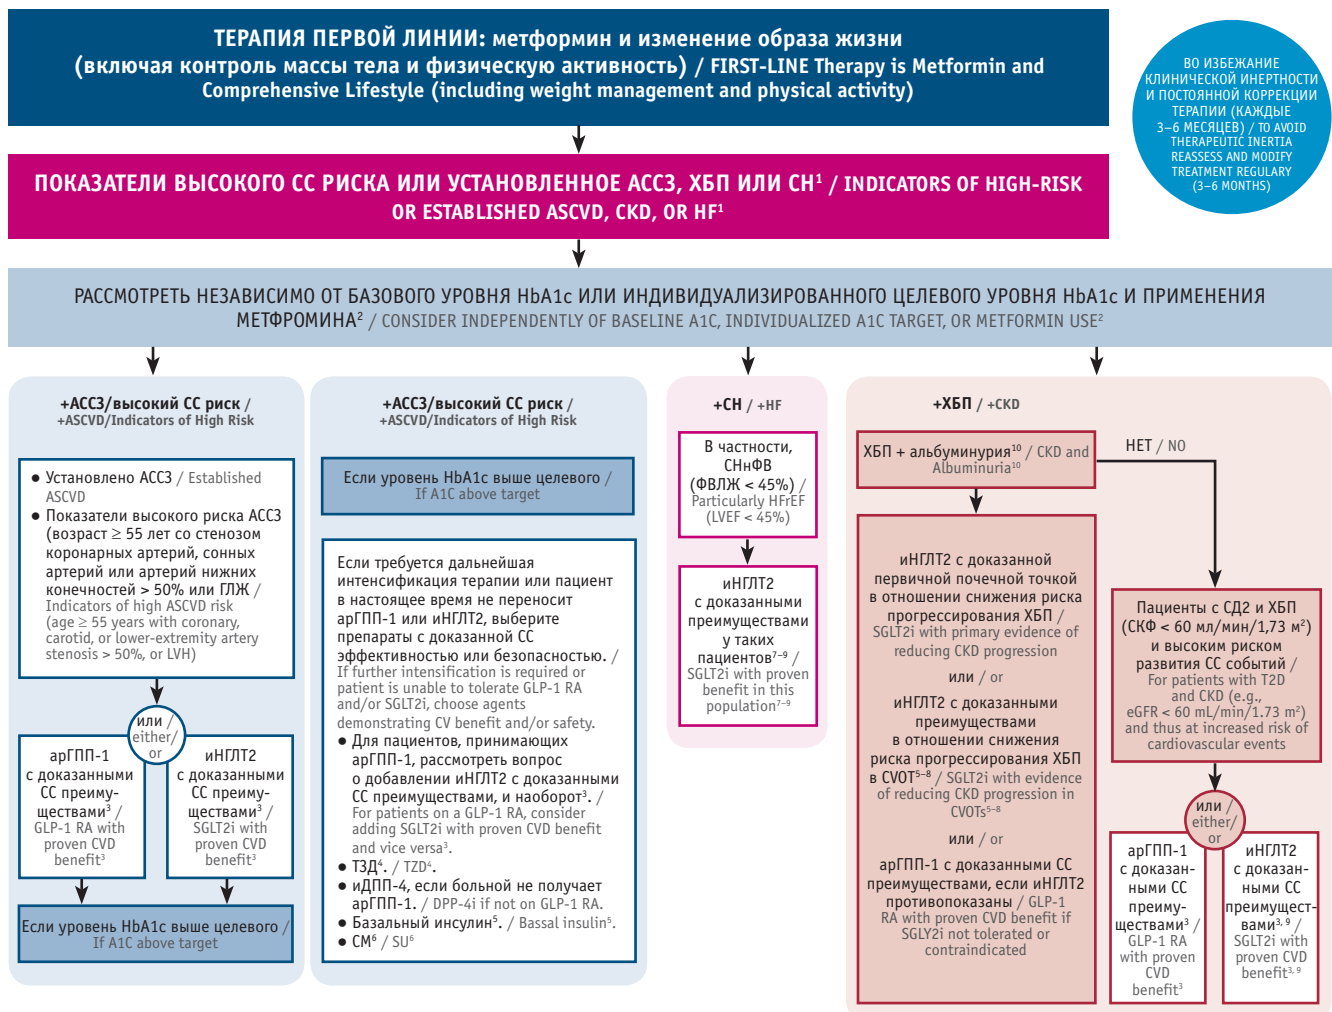 ТЕРАПИЯ ПЕРВОЙ ЛИНИИ: метформин и изменение образа жизни
(включая контроль массы тела и физическую активность) / FIRST-LINE Therapy is Metformin and
Comprehensive Lifestyle (including weight management and physical activity)
ВО ИЗБЕЖАНИЕ
КЛИНИЧЕСКОЙ ИНЕРТНОСТИ
И ПОСТОЯННОЙ КОРРЕКЦИИ
ТЕРАПИИ (КАЖДЫЕ
3–6 МЕСЯЦЕВ) / TO AVOID
THERAPEUTIC INERTIA
REASSESS AND MODIFY
TREATMENT REGULARY
(3–6 MONTHS)
ПОКАЗАТЕЛИ ВЫСОКОГО СС РИСКА ИЛИ УСТАНОВЛЕННОЕ АССЗ, ХБП ИЛИ СН¹ / INDICATORS OF HIGH-RISK
OR ESTABLISHED ASCVD, CKD, OR HF¹
РАССМОТРЕТЬ НЕЗАВИСИМО ОТ БАЗОВОГО УРОВНЯ HbA1c ИЛИ ИНДИВИДУАЛИЗИРОВАННОГО ЦЕЛЕВОГО УРОВНЯ HbA1c И ПРИМЕНЕНИЯ
МЕТФРОМИНА² / CONSIDER INDEPENDENTLY OF BASELINE A1C, INDIVIDUALIZED A1C TARGET, OR METFORMIN USE²
+АССЗ/высокий СС риск /
+ASCVD/Indicators of High Risk
● Установлено АССЗ / Established
ASCVD
● Показатели высокого риска АССЗ
(возраст ≥ 55 лет со стенозом
коронарных артерий, сонных
артерий или артерий нижних
конечностей > 50% или ГЛЖ /
Indicators of high ASCVD risk
(age ≥ 55 years with coronary,
carotid, or lower-extremity artery
stenosis > 50%, or LVH)
или /
either/
or
арГПП-1
с доказанными
СС преиму-
ществами³ /
GLP-1 RA with
proven CVD
benefit³
иНГЛТ2
с доказанными
СС преиму-
ществами³ /
SGLT2i with
proven CVD
benefit³
Если уровень HbA1c выше целевого /
If A1C above target
+АССЗ/высокий СС риск /
+ASCVD/Indicators of High Risk
Если уровень HbA1c выше целевого /
If A1C above target
Если требуется дальнейшая
интенсификация терапии или пациент
в настоящее время не переносит
арГПП-1 или иНГЛТ2, выберите
препараты с доказанной СС
эффективностью или безопасностью. /
If further intensification is required or
patient is unable to tolerate GLP-1 RA
and/or SGLT2i, choose agents
demonstrating CV benefit and/or safety.
● Для пациентов, принимающих
арГПП-1, рассмотреть вопрос
о добавлении иНГЛТ2 с доказанными
СС преимуществами, и наоборот³. /
For patients on a GLP-1 RA, consider
adding SGLT2i with proven CVD benefit
and vice versa³.
● ТЗД⁴. / TZD⁴.
● иДПП-4, если больной не получает
арГПП-1. / DPP-4i if not on GLP-1 RA.
● Базальный инсулин⁵. / Bassal insulin⁵.
● СМ⁶ / SU⁶
+СН / +HF
В частности,
СНнФВ
(ФВЛЖ < 45%) /
Particularly HFrEF
(LVEF < 45%)
иНГЛТ2
с доказанными
преимуществами
у таких
пациентов⁷⁻⁹ /
SGLT2i with proven
benefit in this
population⁷⁻⁹
+ХБП / +CKD
ХБП + альбуминурия¹⁰ / CKD and
Albuminuria¹⁰
НЕТ / NO
иНГЛТ2 с доказанной
первичной почечной точкой
в отношении снижения риска
прогрессирования ХБП /
SGLT2i with primary evidence of
reducing CKD progression
или / or
иНГЛТ2 с доказанными
преимуществами
в отношении снижения
риска прогрессирования ХБП
в CVOT⁵⁻⁸ / SGLT2i with evidence
of reducing CKD progression in
CVOTs⁵⁻⁸
или / or
арГПП-1 с доказанными СС
преимуществами, если иНГЛТ2
противопоказаны / GLP-1
RA with proven CVD benefit if
SGLY2i not tolerated or
contraindicated
Пациенты с СД2 и ХБП
(СКФ < 60 мл/мин/1,73 м²)
и высоким риском
развития СС событий /
For patients with T2D
and CKD (e.g.,
eGFR < 60 mL/min/1.73 m²)
and thus at increased risk of
cardiovascular events
или /
either/
or
арГПП-1
с доказан-
ными СС
преиму-
ществами³ /
GLP-1 RA
with proven
CVD
benefit³
иНГЛТ2
с доказан-
ными СС
преимущест-
вами³˒ ⁹ /
SGLT2i with
proven CVD
benefit³˒ ⁹